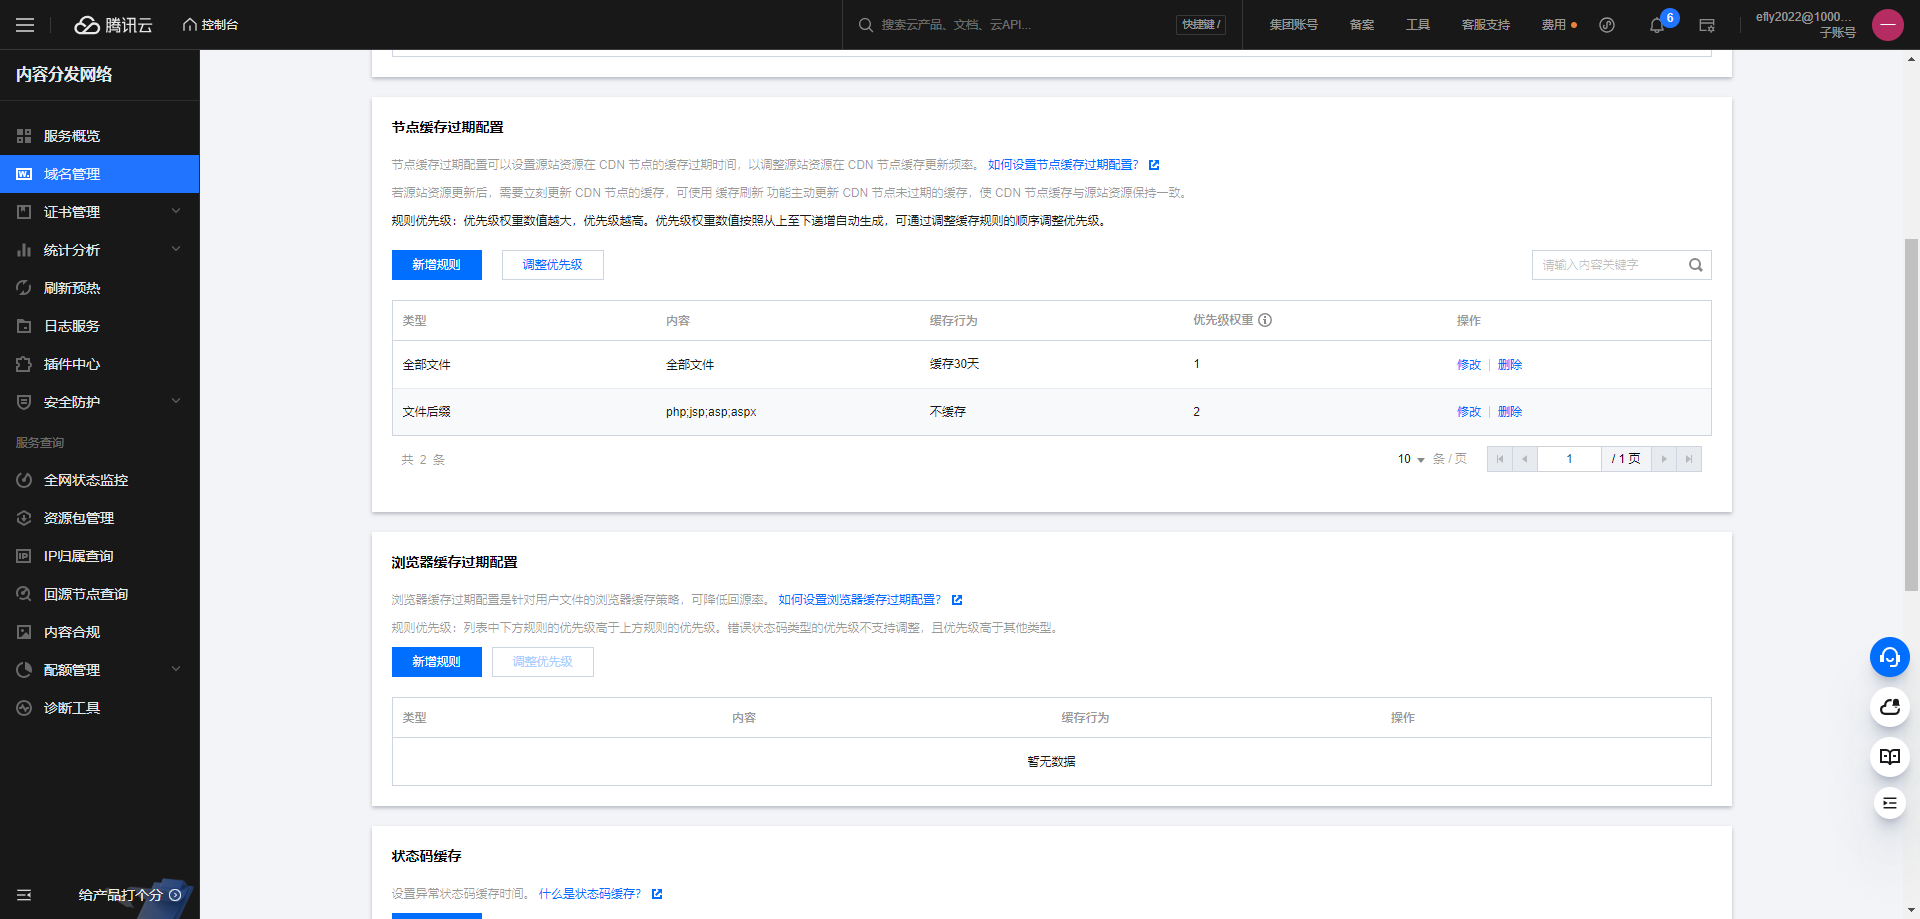 腾讯云
控制台
搜索云产品、文档、云API...
快捷键 /
集团账号
备案
工具
客服支持
费用
6
efly2022@1000...
子账号
内容分发网络
服务概览
域名管理
证书管理
统计分析
刷新预热
日志服务
插件中心
安全防护
服务查询
全网状态监控
资源包管理
IP归属查询
回源节点查询
内容合规
配额管理
诊断工具
给产品打个分
节点缓存过期配置
节点缓存过期配置可以设置源站资源在 CDN 节点的缓存过期时间，以调整源站资源在 CDN 节点缓存更新频率。 如何设置节点缓存过期配置？
若源站资源更新后，需要立刻更新 CDN 节点的缓存，可使用 缓存刷新 功能主动更新 CDN 节点未过期的缓存，使 CDN 节点缓存与源站资源保持一致。
规则优先级：优先级权重数值越大，优先级越高。优先级权重数值按照从上至下递增自动生成，可通过调整缓存规则的顺序调整优先级。
新增规则 调整优先级 请输入内容关键字
类型 内容 缓存行为 优先级权重 操作
全部文件 全部文件 缓存30天 1 修改 删除
文件后缀 php;jsp;asp;aspx 不缓存 2 修改 删除
共 2 条 10 条 / 页 1 / 1 页
浏览器缓存过期配置
浏览器缓存过期配置是针对用户文件的浏览器缓存策略，可降低回源率。 如何设置浏览器缓存过期配置？
规则优先级：列表中下方规则的优先级高于上方规则的优先级。错误状态码类型的优先级不支持调整，且优先级高于其他类型。
新增规则 调整优先级
类型 内容 缓存行为 操作
暂无数据
状态码缓存
设置异常状态码缓存时间。 什么是状态码缓存？